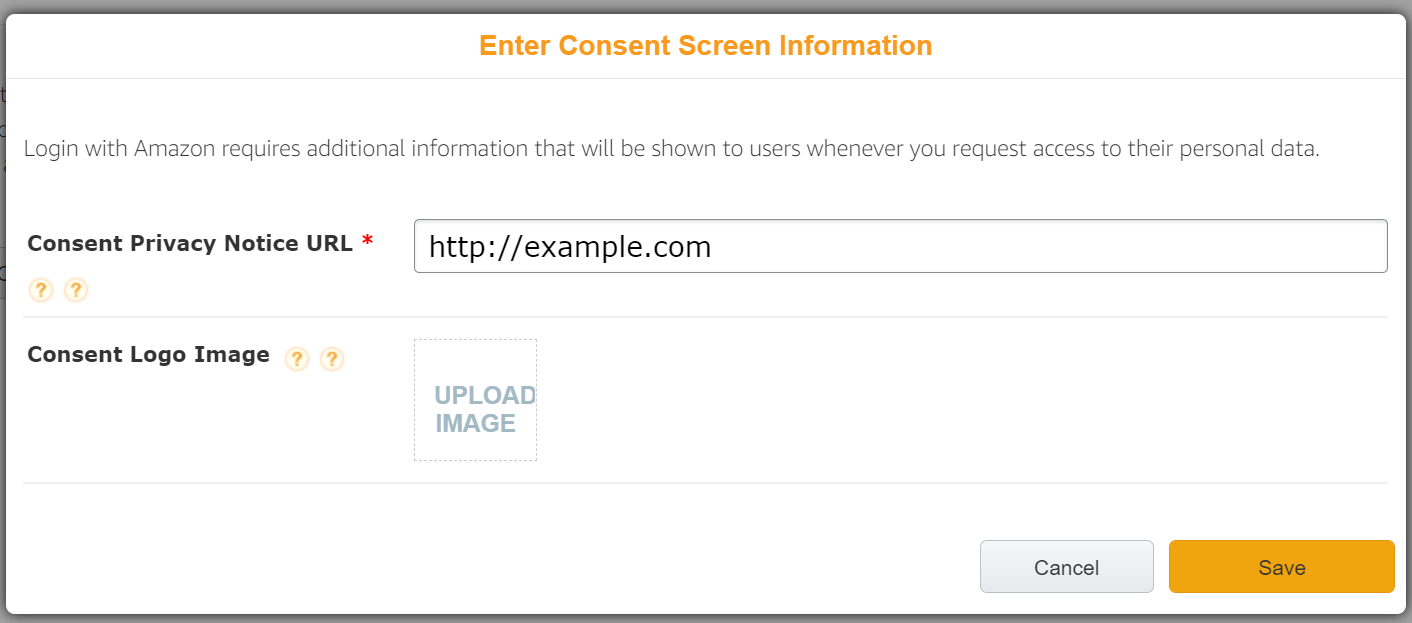 Enter Consent Screen Information
Login with Amazon requires additional information that will be shown to users whenever you request access to their personal data.
Consent Privacy Notice URL *
http://example.com
? ?
Consent Logo Image ? ?
UPLOAD
IMAGE
Cancel
Save